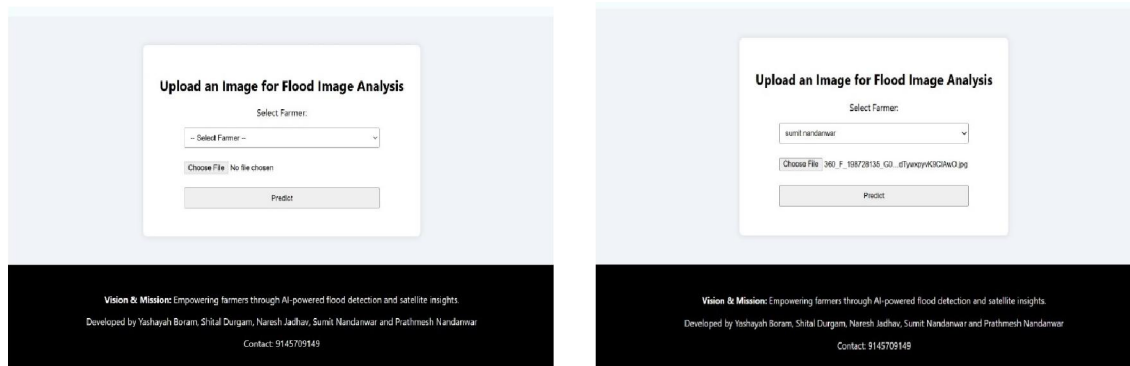 Upload an Image for Flood Image Analysis
Select Farmer:
-- Select Farmer --
Choose File No file chosen
Predict
Vision & Mission: Empowering farmers through AI-powered flood detection and satellite insights.
Developed by Yashayah Boram, Shital Durgam, Naresh Jadhav, Sumit Nandanwar and Prathmesh Nandanwar
Contact: 9145709149
Upload an Image for Flood Image Analysis
Select Farmer:
sumit nandanwar
Choose File
Predict
Vision & Mission: Empowering farmers through AI-powered flood detection and satellite insights.
Developed by Yashayah Boram, Shital Durgam, Naresh Jadhav, Sumit Nandanwar and Prathmesh Nandanwar
Contact: 9145709149